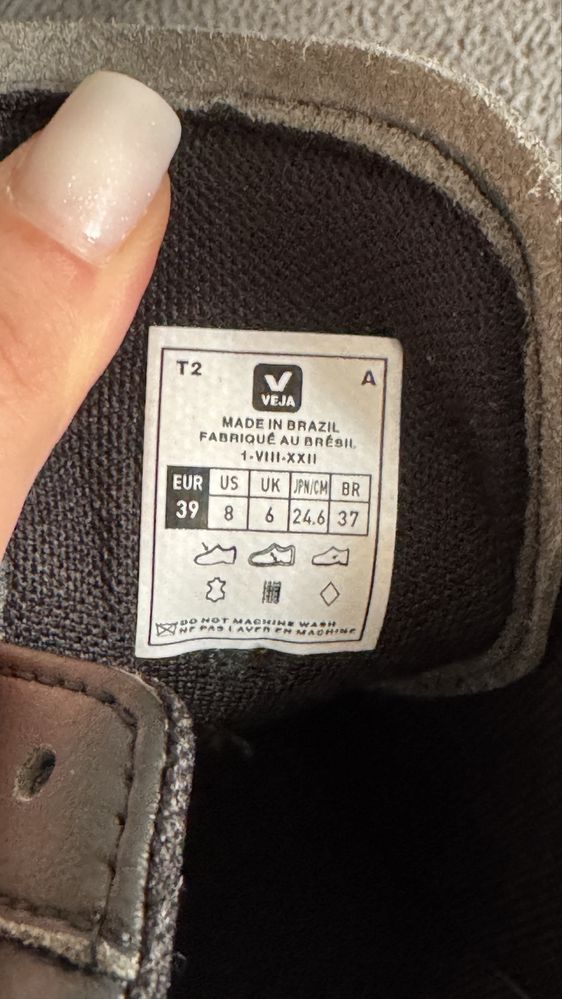 T2
A
VEJA
MADE IN BRAZIL
FABRIQUÉ AU BRÉSIL
1-VIII-XXII
EUR US UK JPN/CM BR
39 8 6 24.6 37
DO NOT MACHINE WASH
NE PAS LAVER EN MACHINE